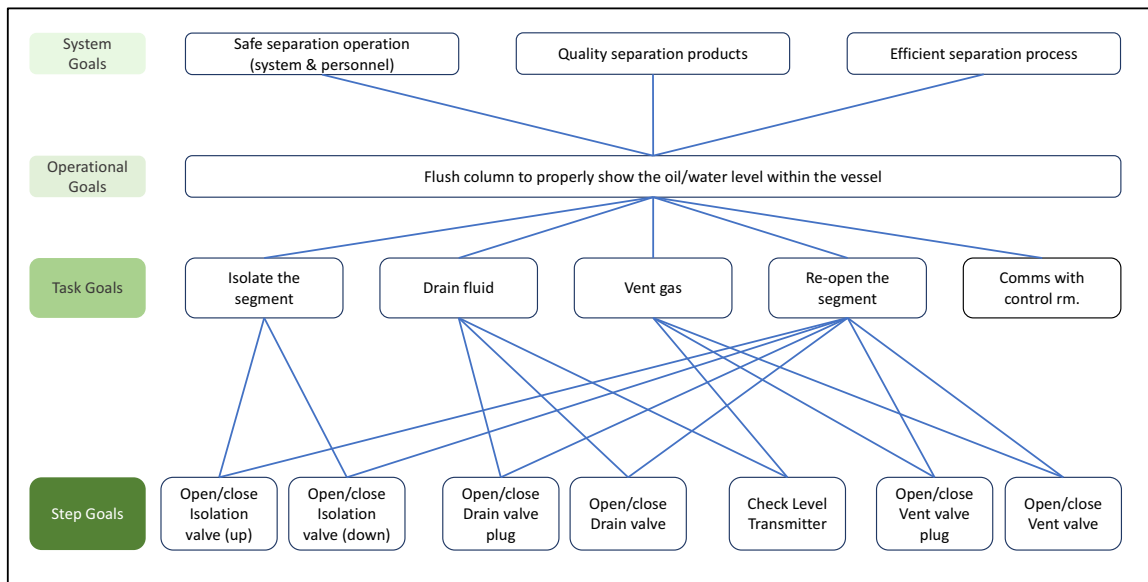 System
Goals
Safe separation operation
(system & personnel)
Quality separation products
Efficient separation process
Operational
Goals
Flush column to properly show the oil/water level within the vessel
Task Goals
Isolate the
segment
Drain fluid
Vent gas
Re-open the
segment
Comms with
control rm.
Step Goals
Open/close
Isolation
valve (up)
Open/close
Isolation
valve (down)
Open/close
Drain valve
plug
Open/close
Drain valve
Check Level
Transmitter
Open/close
Vent valve
plug
Open/close
Vent valve